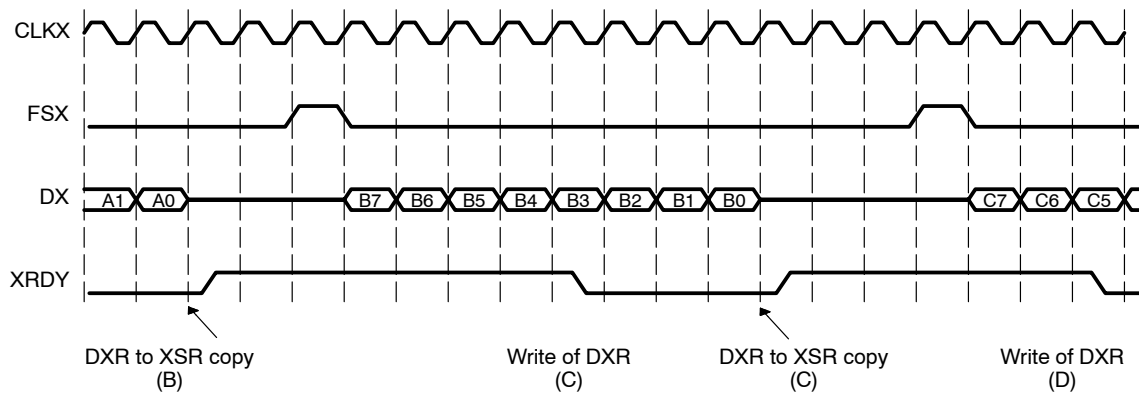 CLKX
FSX
DX A1 A0 B7 B6 B5 B4 B3 B2 B1 B0 C7 C6 C5
XRDY
DXR to XSR copy Write of DXR DXR to XSR copy Write of DXR
(B) (C) (C) (D)